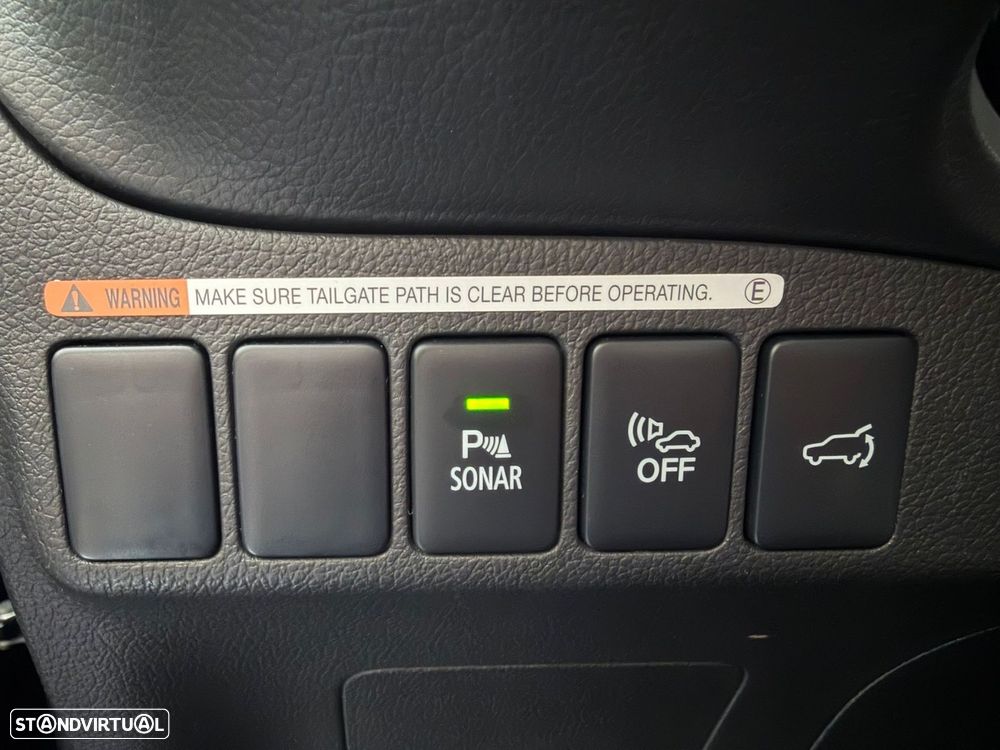 WARNING MAKE SURE TAILGATE PATH IS CLEAR BEFORE OPERATING. E
P
SONAR
OFF
STANDVIRTUAL